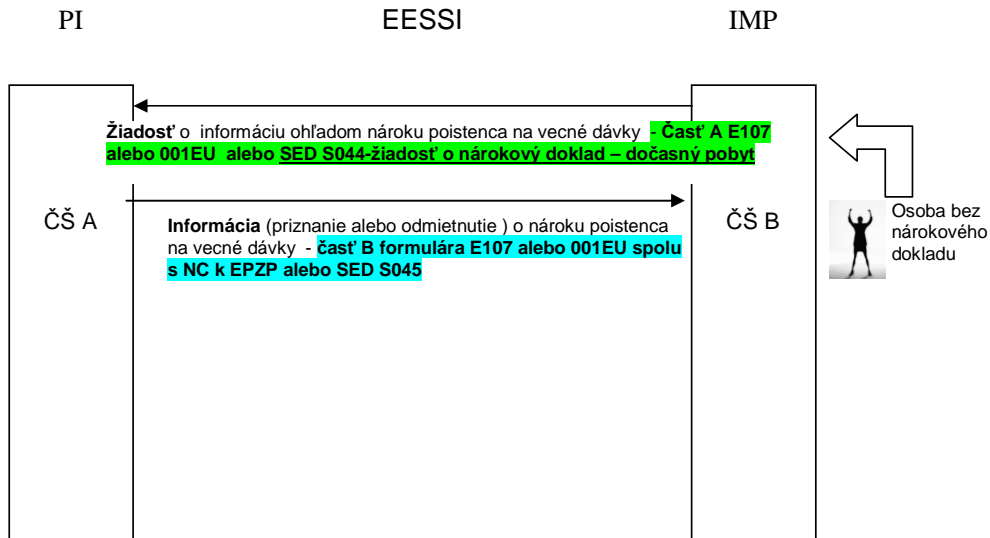 PI EESSI IMP
Žiadosť o informáciu ohľadom nároku poistenca na vecné dávky - Časť A E107
alebo 001EU alebo SED S044-žiadosť o nárokový doklad – dočasný pobyt
ČŠ A
Informácia (priznanie alebo odmietnutie ) o nároku poistenca
na vecné dávky - časť B formulára E107 alebo 001EU spolu
s NC k EPZP alebo SED S045
ČŠ B
Osoba bez
nárokového
dokladu